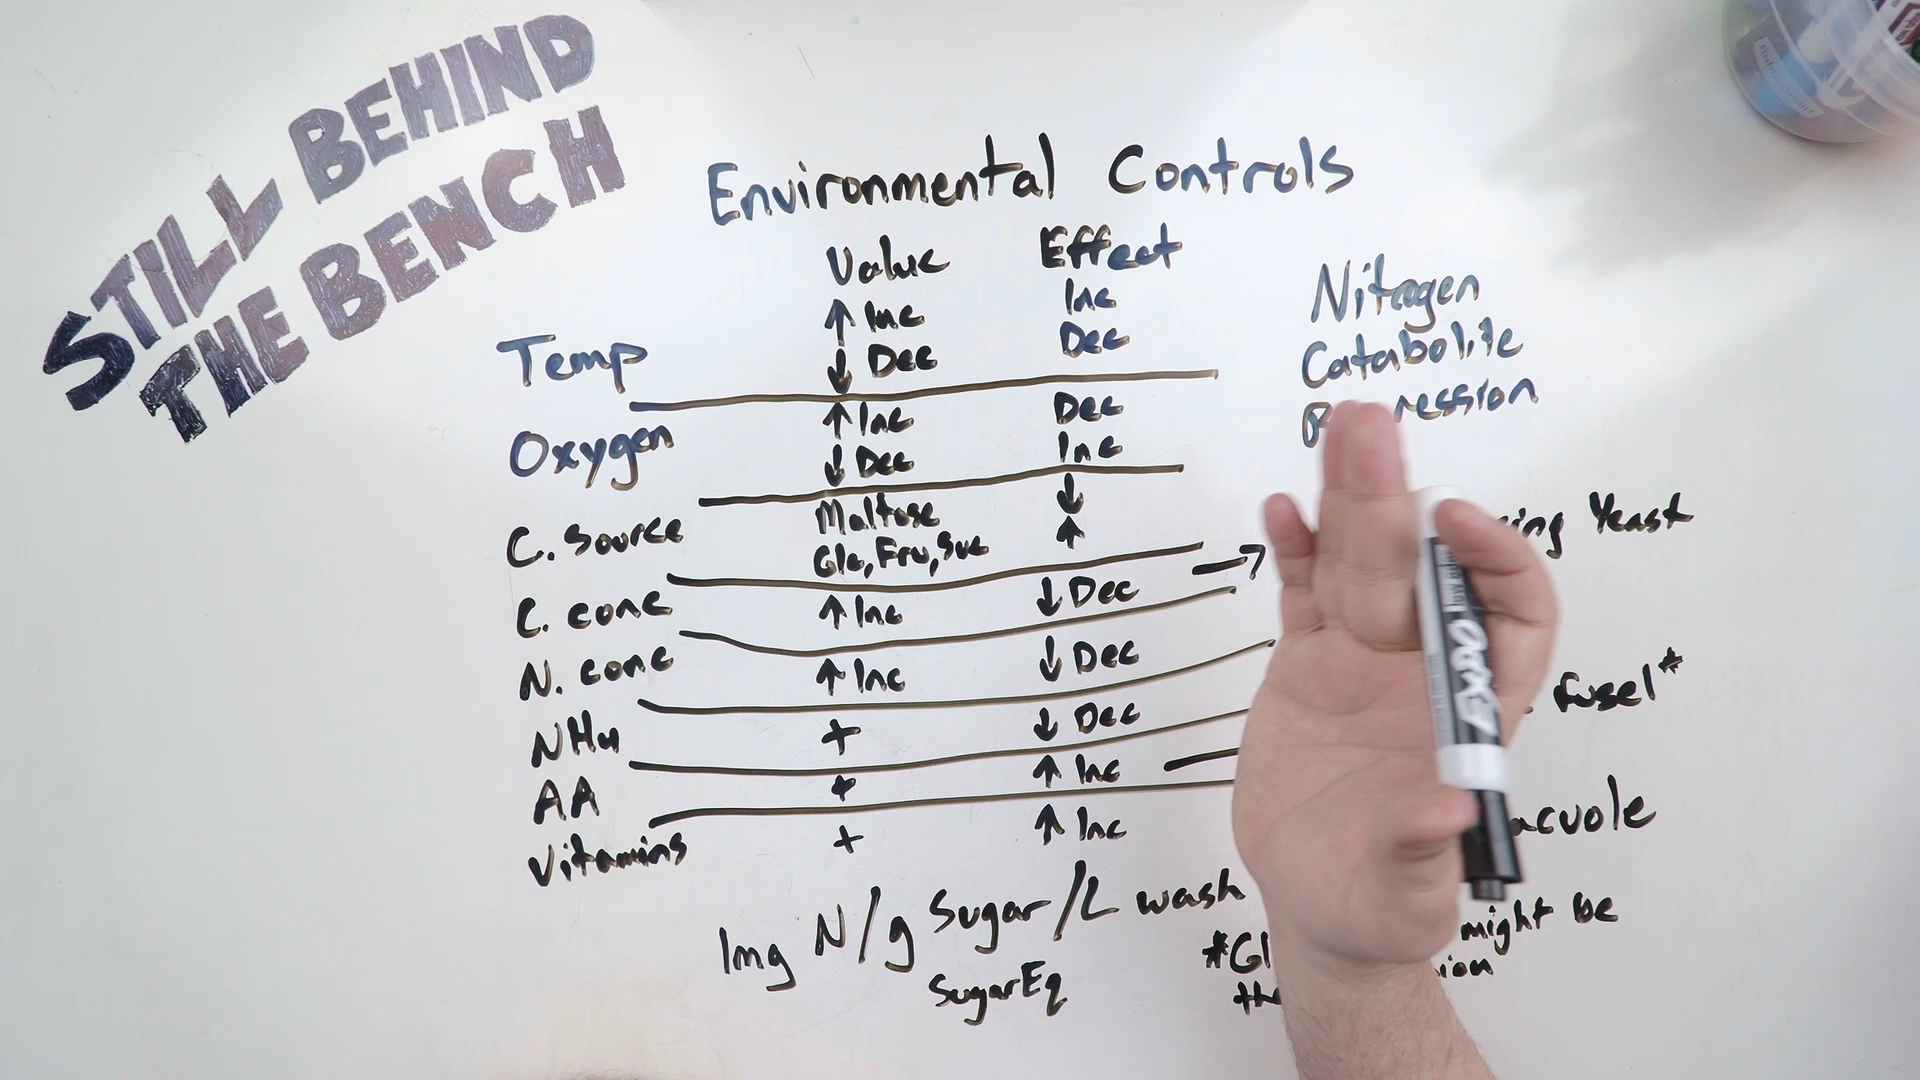 STILL BEHIND
THE BENCH
Environmental Controls
Value Effect
↑ Inc Inc
Temp ↓ Dec Dec
↑ Inc Dec
Oxygen ↓ Dec Inc
C. Source Maltose ↓
Glc, Fru, Suc ↑
C. conc ↑ Inc ↓ Dec
N. conc ↑ Inc ↓ Dec
NH4 + ↓ Dec
AA + ↑ Inc
Vitamins + ↑ Inc
1mg N/g Sugar/L wash
SugarEq
Nitrogen
Catabolite
Yeast
fusel*
might be
EXPO